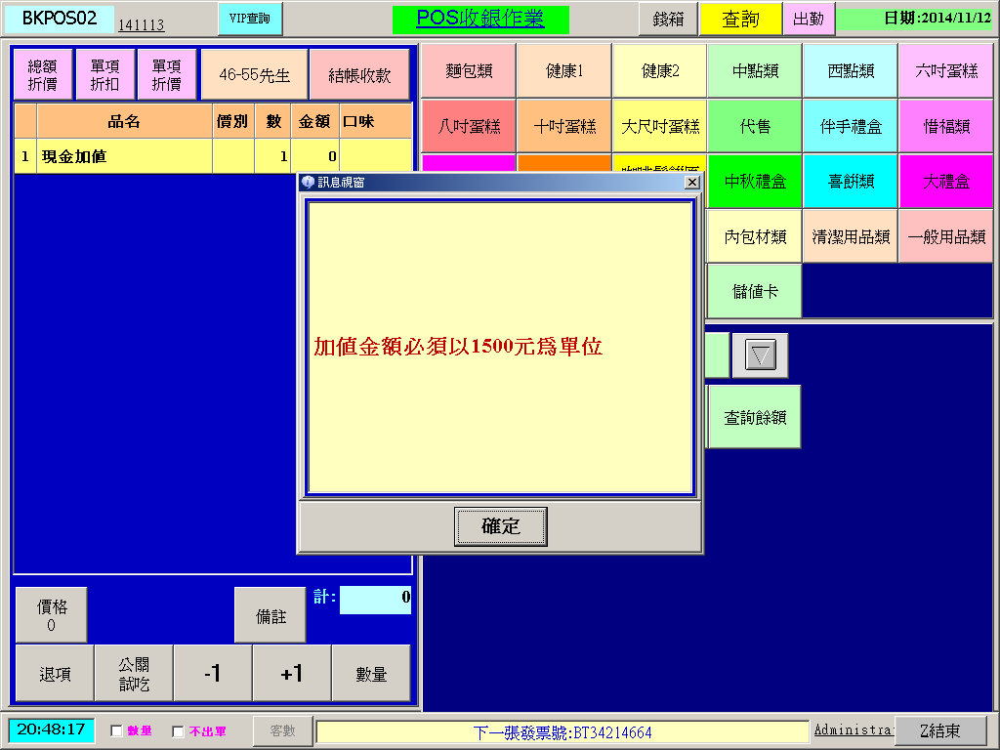 BKPOS02
141113
VIP查詢
POS收銀作業
錢箱
查詢
出勤
日期:2014/11/12
總額
折價
單項
折扣
單項
折價
46-55先生
結帳收款
麵包類
健康1
健康2
中點類
西點類
六吋蛋糕
品名
價別
數
金額
口味
八吋蛋糕
十吋蛋糕
大尺吋蛋糕
代售
伴手禮盒
惜福類
1
現金加值
1
0
訊息視窗
中秋禮盒
喜餅類
大禮盒
內包材類
清潔用品類
一般用品類
儲值卡
加值金額必須以1500元為單位
查詢餘額
確定
價格
0
備註
計:
0
退項
公關
試吃
-1
+1
數量
20:48:17
數量
不出單
客數
下一張發票號:BT34214664
Administra
Z結束